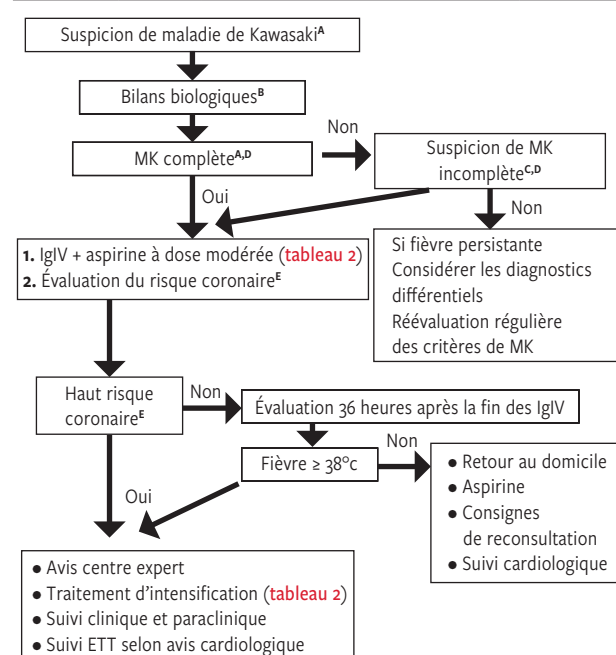 Suspicion de maladie de Kawasakiᴬ
Bilans biologiquesᴮ
Non
MK complèteᴬ,ᴰ
Suspicion de MK
incomplèteC,D
Oui
Non
1. IgIV + aspirine à dose modérée (tableau 2)
2. Évaluation du risque coronaireᴱ
Si fièvre persistante
Considérer les diagnostics
différentiels
Réévaluation régulière
des critères de MK
Haut risque
coronaireᴱ
Non
Évaluation 36 heures après la fin des IgIV
Fièvre ≥ 38°c
Non
Oui
● Retour au domicile
● Aspirine
● Consignes
de reconsultation
● Suivi cardiologique
● Avis centre expert
● Traitement d'intensification (tableau 2)
● Suivi clinique et paraclinique
● Suivi ETT selon avis cardiologique